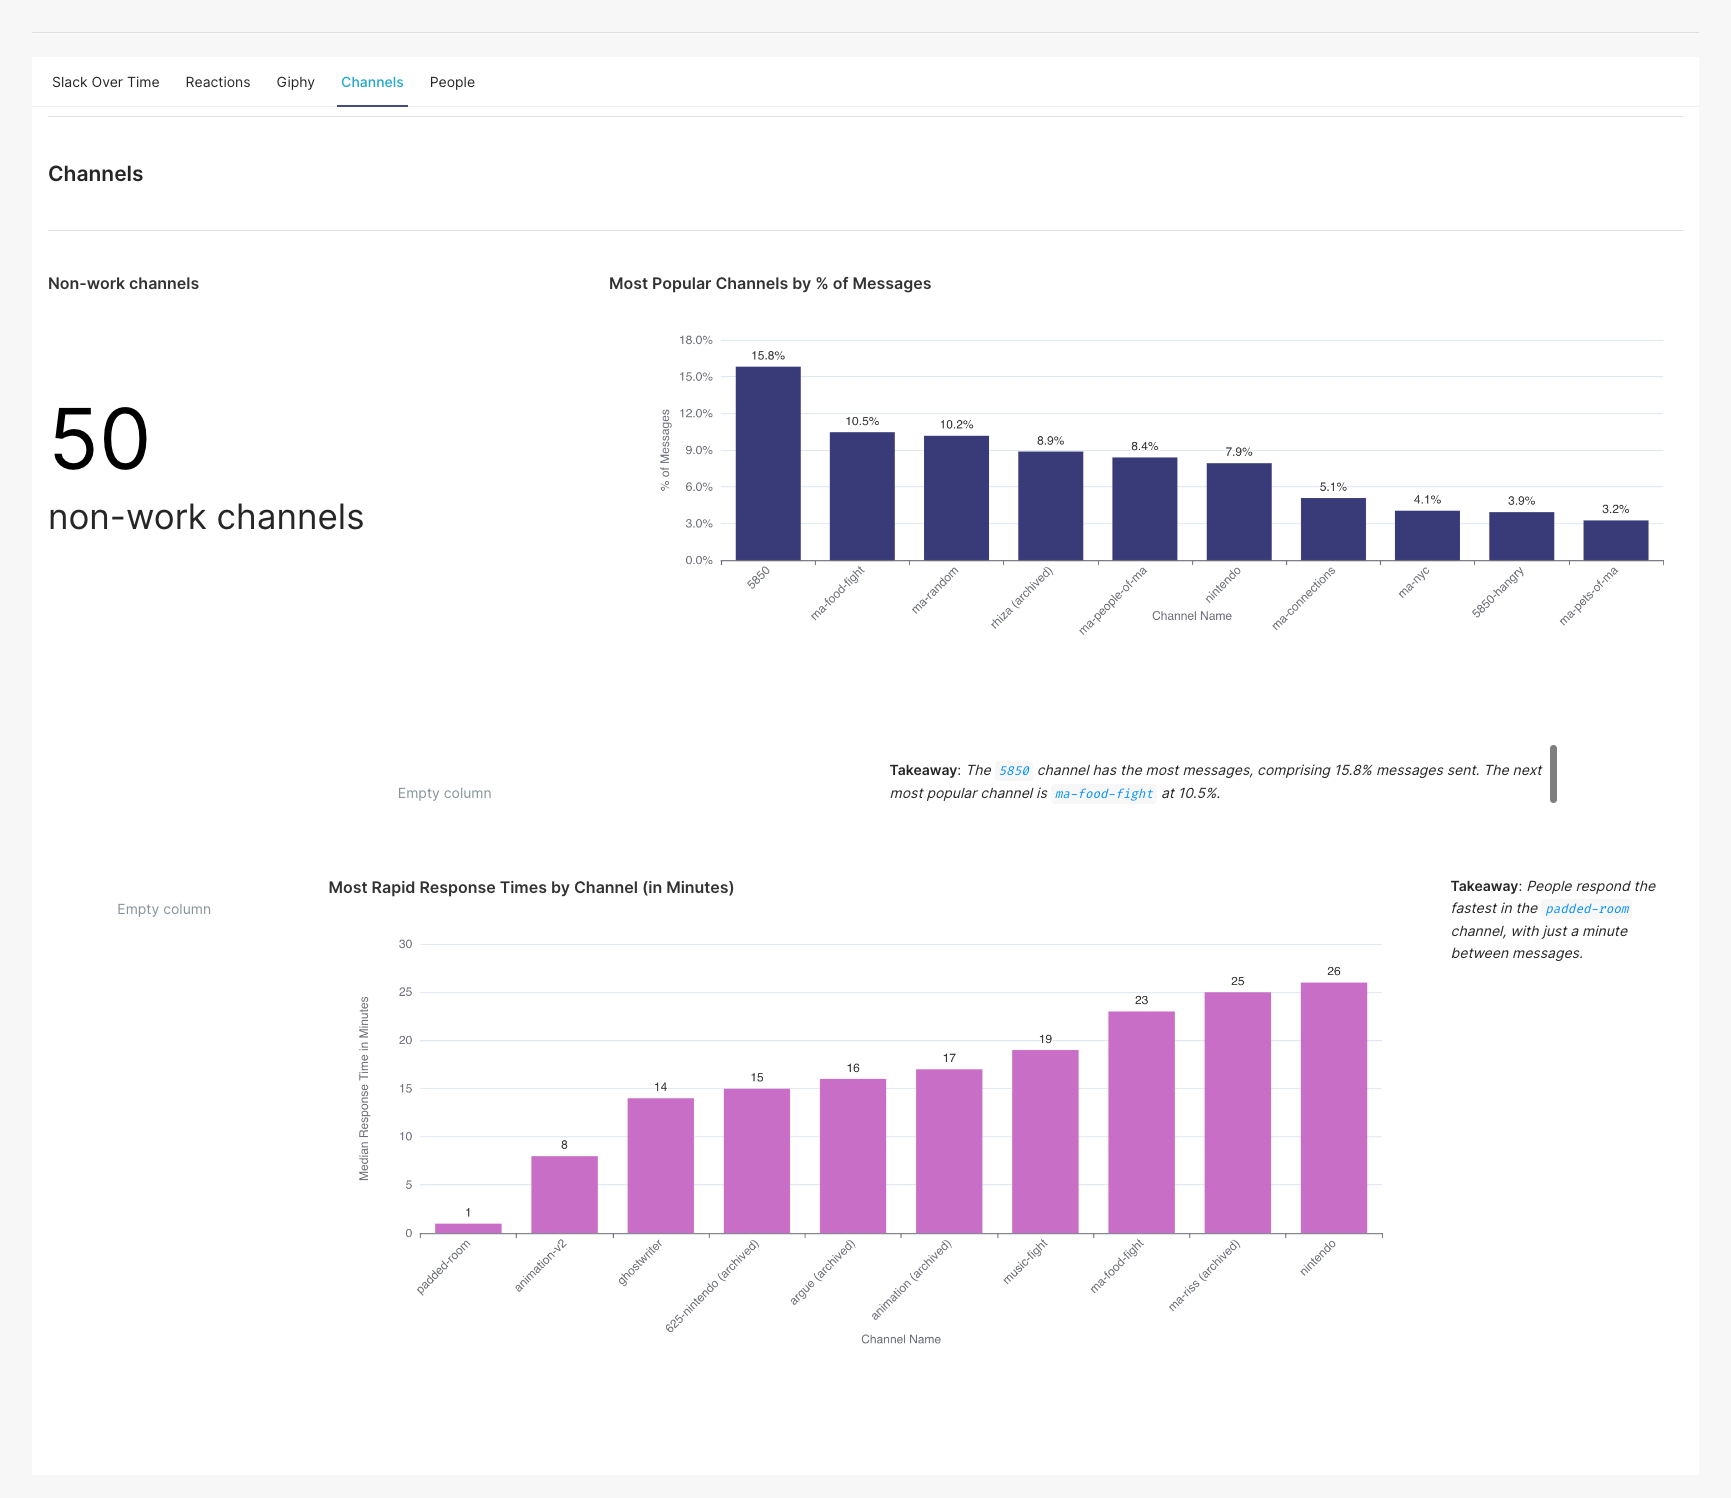 Slack Over Time Reactions Giphy Channels People
Channels
Non-work channels
50
non-work channels
Most Popular Channels by % of Messages
18.0%
15.0%
12.0%
9.0%
6.0%
3.0%
0.0%
% of Messages
15.8%
10.5%
10.2%
8.9%
8.4%
7.9%
5.1%
4.1%
3.9%
3.2%
5850
ma-food-fight
ma-random
rhiza (archived)
ma-people-of-ma
nintendo
ma-connections
ma-nyc
5850-hangry
ma-pets-of-ma
Channel Name
Empty column
Takeaway: The 5850 channel has the most messages, comprising 15.8% messages sent. The next
most popular channel is ma-food-fight at 10.5%.
Empty column
Most Rapid Response Times by Channel (in Minutes)
30
25
20
15
10
5
0
Median Response Time in Minutes
1
8
14
15
16
17
19
23
25
26
padded-room
animation-v2
ghostwriter
625-nintendo (archived)
argue (archived)
animation (archived)
music-fight
ma-food-fight
ma-riss (archived)
nintendo
Channel Name
Takeaway: People respond the
fastest in the padded-room
channel, with just a minute
between messages.